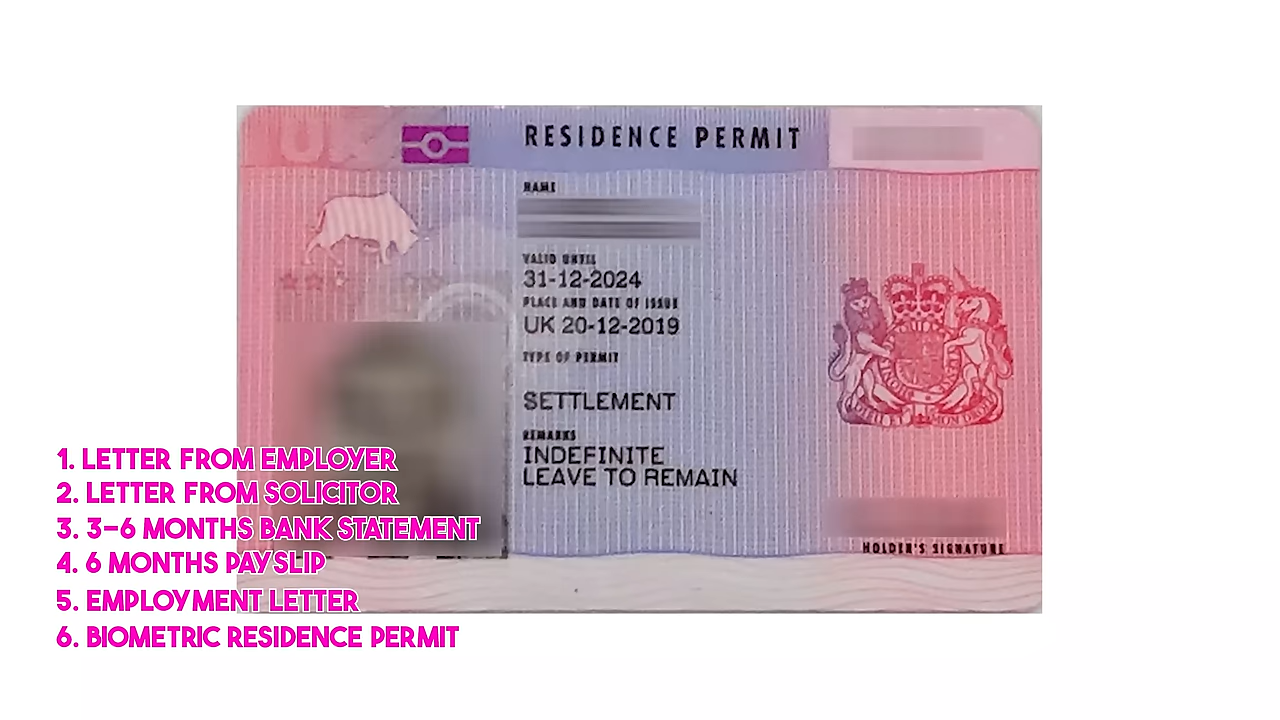 UK
RESIDENCE PERMIT
NAME
VALID UNTIL
31-12-2024
PLACE AND DATE OF ISSUE
UK 20-12-2019
TYPE OF PERMIT
SETTLEMENT
REMARKS
INDEFINITE
LEAVE TO REMAIN
HOLDER'S SIGNATURE
1. LETTER FROM EMPLOYER
2. LETTER FROM SOLICITOR
3. 3-6 MONTHS BANK STATEMENT
4. 6 MONTHS PAYSLIP
5. EMPLOYMENT LETTER
6. BIOMETRIC RESIDENCE PERMIT